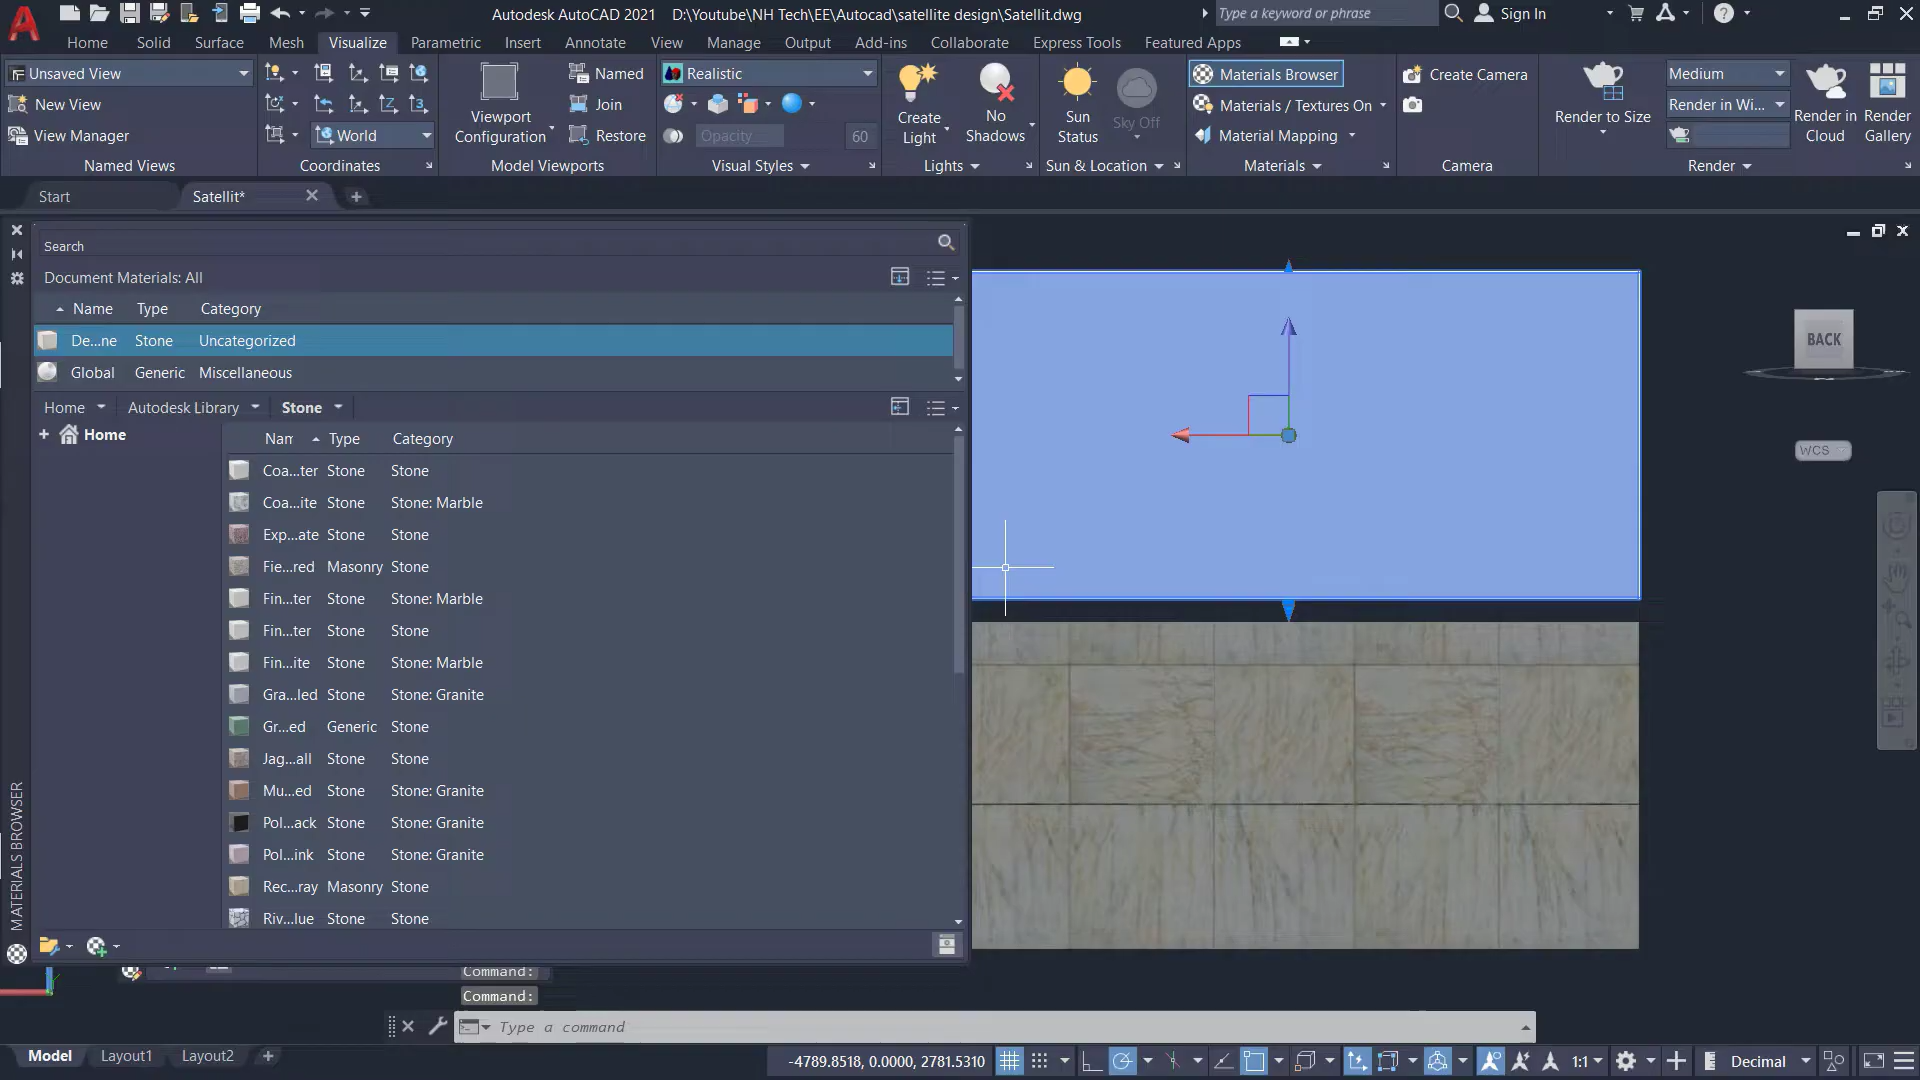 Autodesk AutoCAD 2021 D:\Youtube\NH Tech\EE\Autocad\satellite design\Satellit.dwg
Type a keyword or phrase
Sign In
Home Solid Surface Mesh Visualize Parametric Insert Annotate View Manage Output Add-ins Collaborate Express Tools Featured Apps
Unsaved View
New View
View Manager
Named Views
World
Coordinates
Viewport
Configuration
Named
Join
Restore
Model Viewports
Realistic
Opacity 60
Visual Styles
Create
Light
No
Shadows
Lights
Sun
Status
Sky Off
Sun & Location
Materials Browser
Materials / Textures On
Material Mapping
Materials
Create Camera
Camera
Render to Size
Medium
Render in Wi...
Render in
Cloud
Render
Gallery
Render
Start Satellit*
Search
Document Materials: All
Name Type Category
De...ne Stone Uncategorized
Global Generic Miscellaneous
Home Autodesk Library Stone
Home
Nan Type Category
Coa...ter Stone Stone
Coa...ite Stone Stone: Marble
Exp...ate Stone Stone
Fie...red Masonry Stone
Fin...ter Stone Stone: Marble
Fin...ter Stone Stone
Fin...ite Stone Stone: Marble
Gra...led Stone Stone: Granite
Gr...ed Generic Stone
Jag...all Stone Stone
Mu...ed Stone Stone: Granite
Pol...ack Stone Stone: Granite
Pol...ink Stone Stone: Granite
Rec...ray Masonry Stone
Riv...lue Stone Stone
MATERIALS BROWSER
BACK
WCS
Command:
Command:
Type a command
Model Layout1 Layout2
-4789.8518, 0.0000, 2781.5310
1:1
Decimal